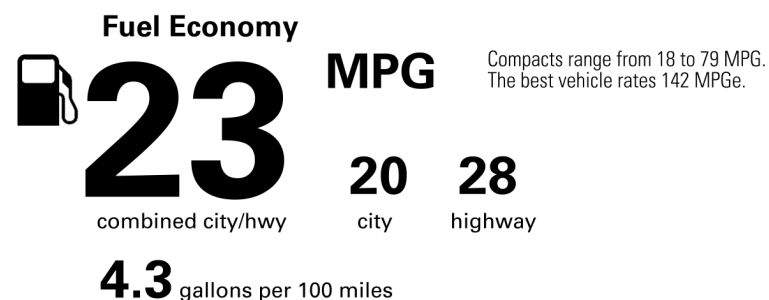 Fuel Economy
23 MPG
Compacts range from 18 to 79 MPG.
The best vehicle rates 142 MPGe.
20 28
combined city/hwy city highway
4.3 gallons per 100 miles